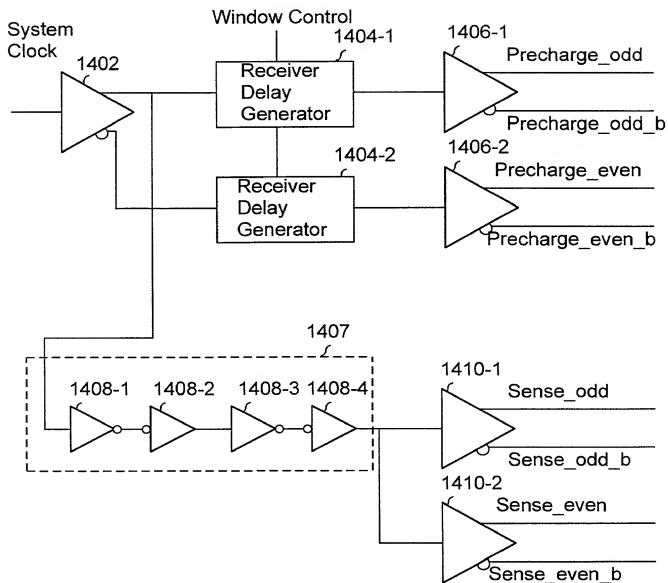 System
Clock
1402
Window Control
1404-1
Receiver
Delay
Generator
1406-1
Precharge_odd
Precharge_odd_b
1404-2
Receiver
Delay
Generator
1406-2
Precharge_even
Precharge_even_b
1407
1408-1
1408-2
1408-3
1408-4
1410-1
Sense_odd
Sense_odd_b
1410-2
Sense_even
Sense_even_b